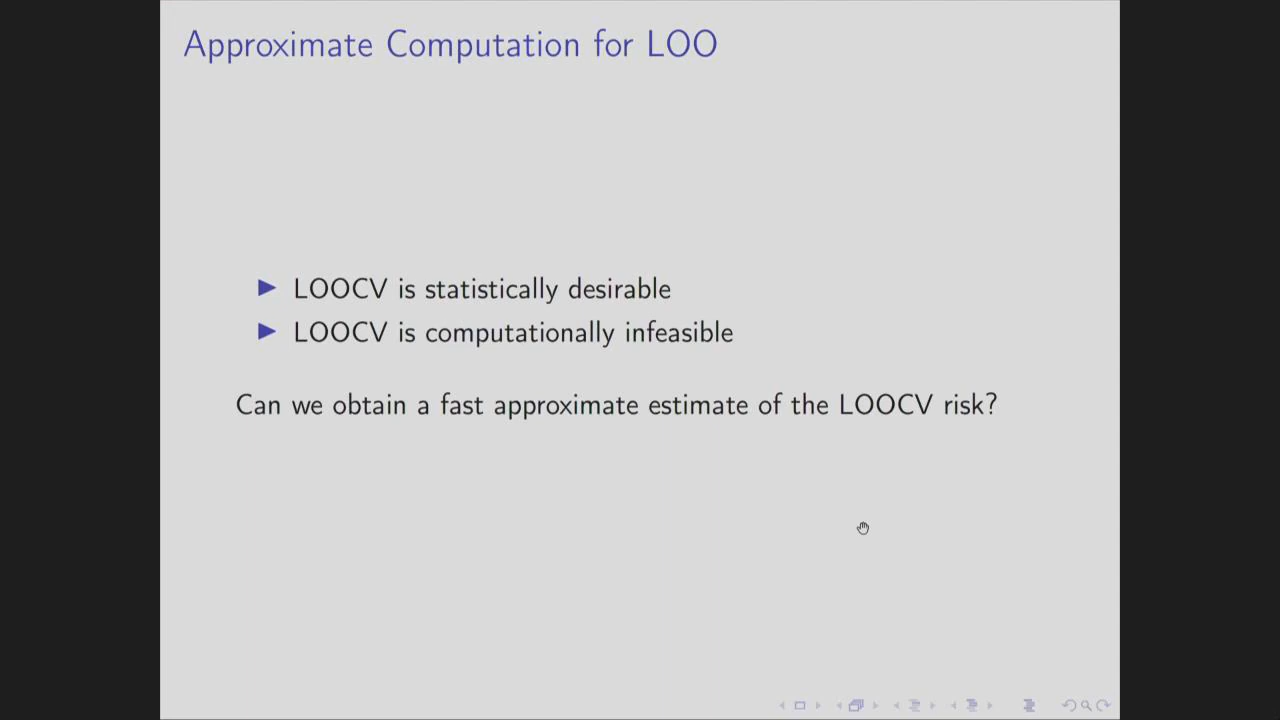 Approximate Computation for LOO
LOOCV is statistically desirable
LOOCV is computationally infeasible
Can we obtain a fast approximate estimate of the LOOCV risk?